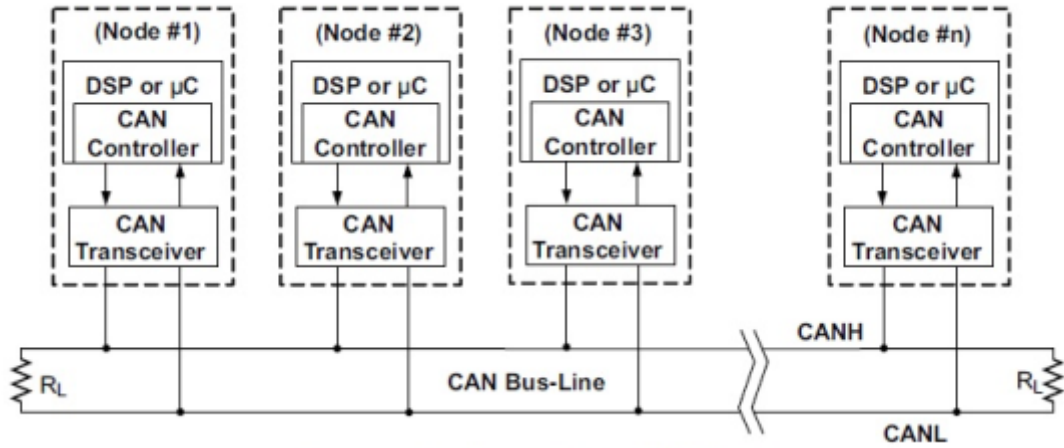 (Node #1)
DSP or µC
CAN
Controller
CAN
Transceiver
(Node #2)
DSP or µC
CAN
Controller
CAN
Transceiver
(Node #3)
DSP or µC
CAN
Controller
CAN
Transceiver
(Node #n)
DSP or µC
CAN
Controller
CAN
Transceiver
CANH
RL
CAN Bus-Line
RL
CANL